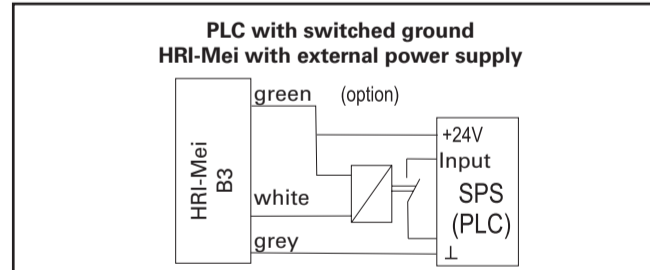 PLC with switched ground
HRI-Mei with external power supply
green (option)
+24V
Input
HRI-Mei
B3
white
SPS
(PLC)
grey
⊥